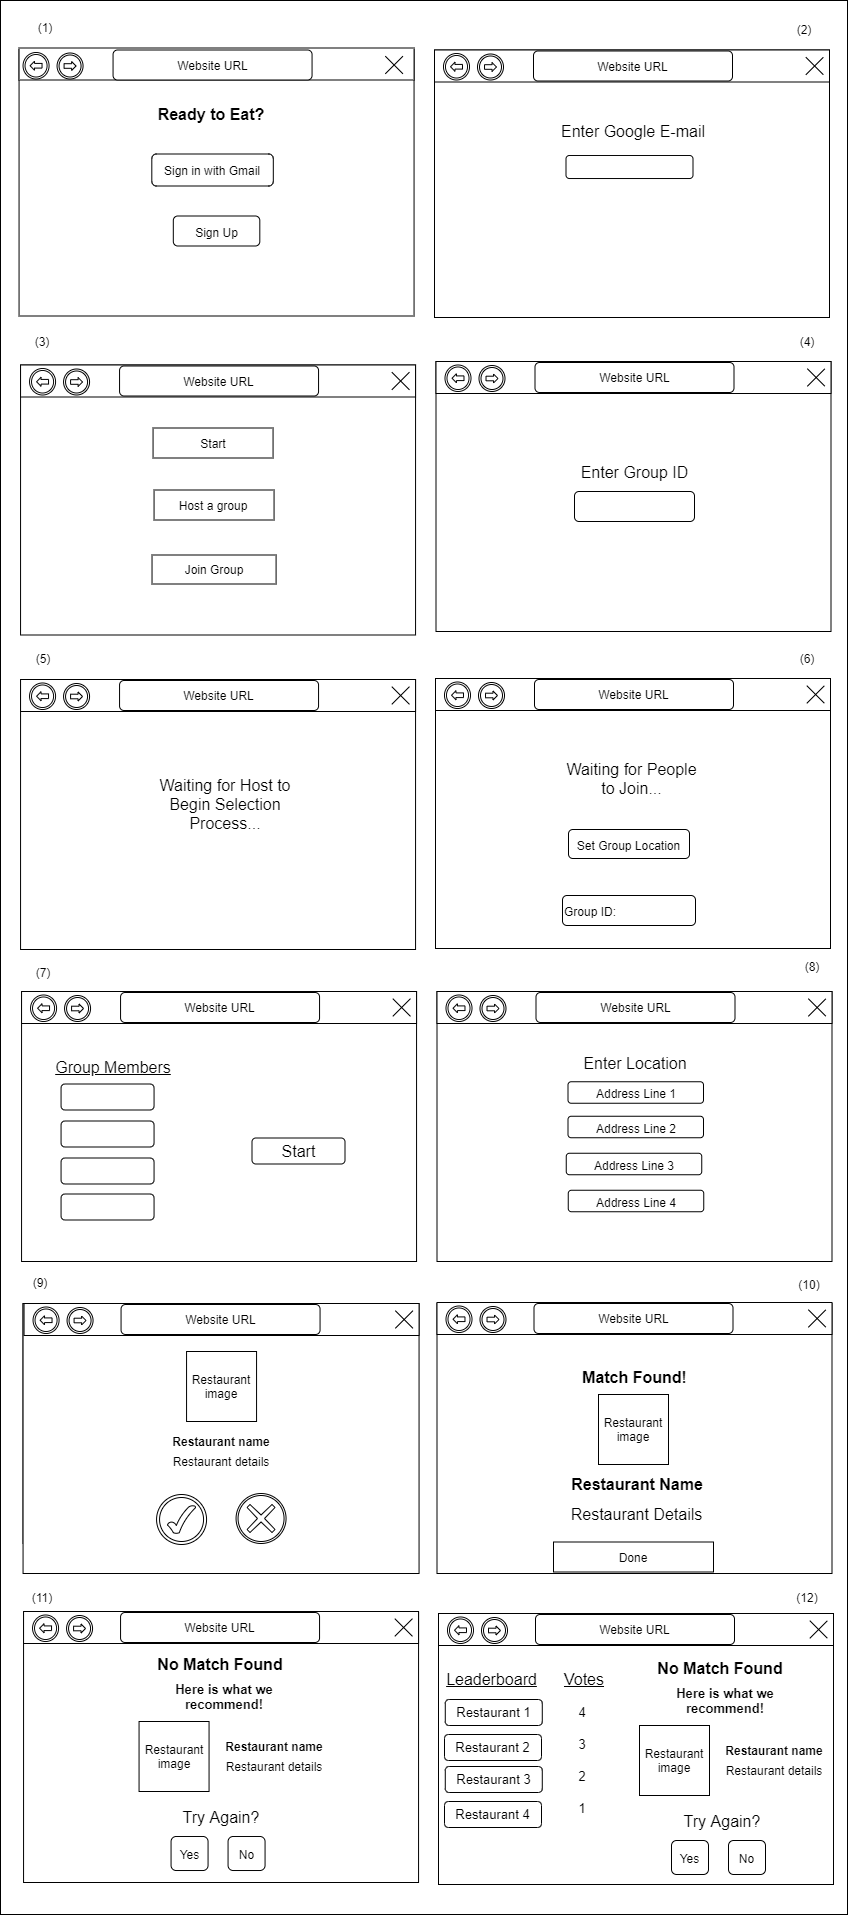 (1)
Website URL
Ready to Eat?
Sign in with Gmail
Sign Up
(2)
Website URL
Enter Google E-mail
(3)
Website URL
Start
Host a group
Join Group
(4)
Website URL
Enter Group ID
(5)
Website URL
Waiting for Host to
Begin Selection
Process...
(6)
Website URL
Waiting for People
to Join...
Set Group Location
Group ID:
(7)
Website URL
Group Members
Start
(8)
Website URL
Enter Location
Address Line 1
Address Line 2
Address Line 3
Address Line 4
(9)
Website URL
Restaurant
image
Restaurant name
Restaurant details
(10)
Website URL
Match Found!
Restaurant
image
Restaurant Name
Restaurant Details
Done
(11)
Website URL
No Match Found
Here is what we
recommend!
Restaurant
image
Restaurant name
Restaurant details
Try Again?
Yes
No
(12)
Website URL
Leaderboard
Votes
Restaurant 1
4
Restaurant 2
3
Restaurant 3
2
Restaurant 4
1
No Match Found
Here is what we
recommend!
Restaurant
image
Restaurant name
Restaurant details
Try Again?
Yes
No